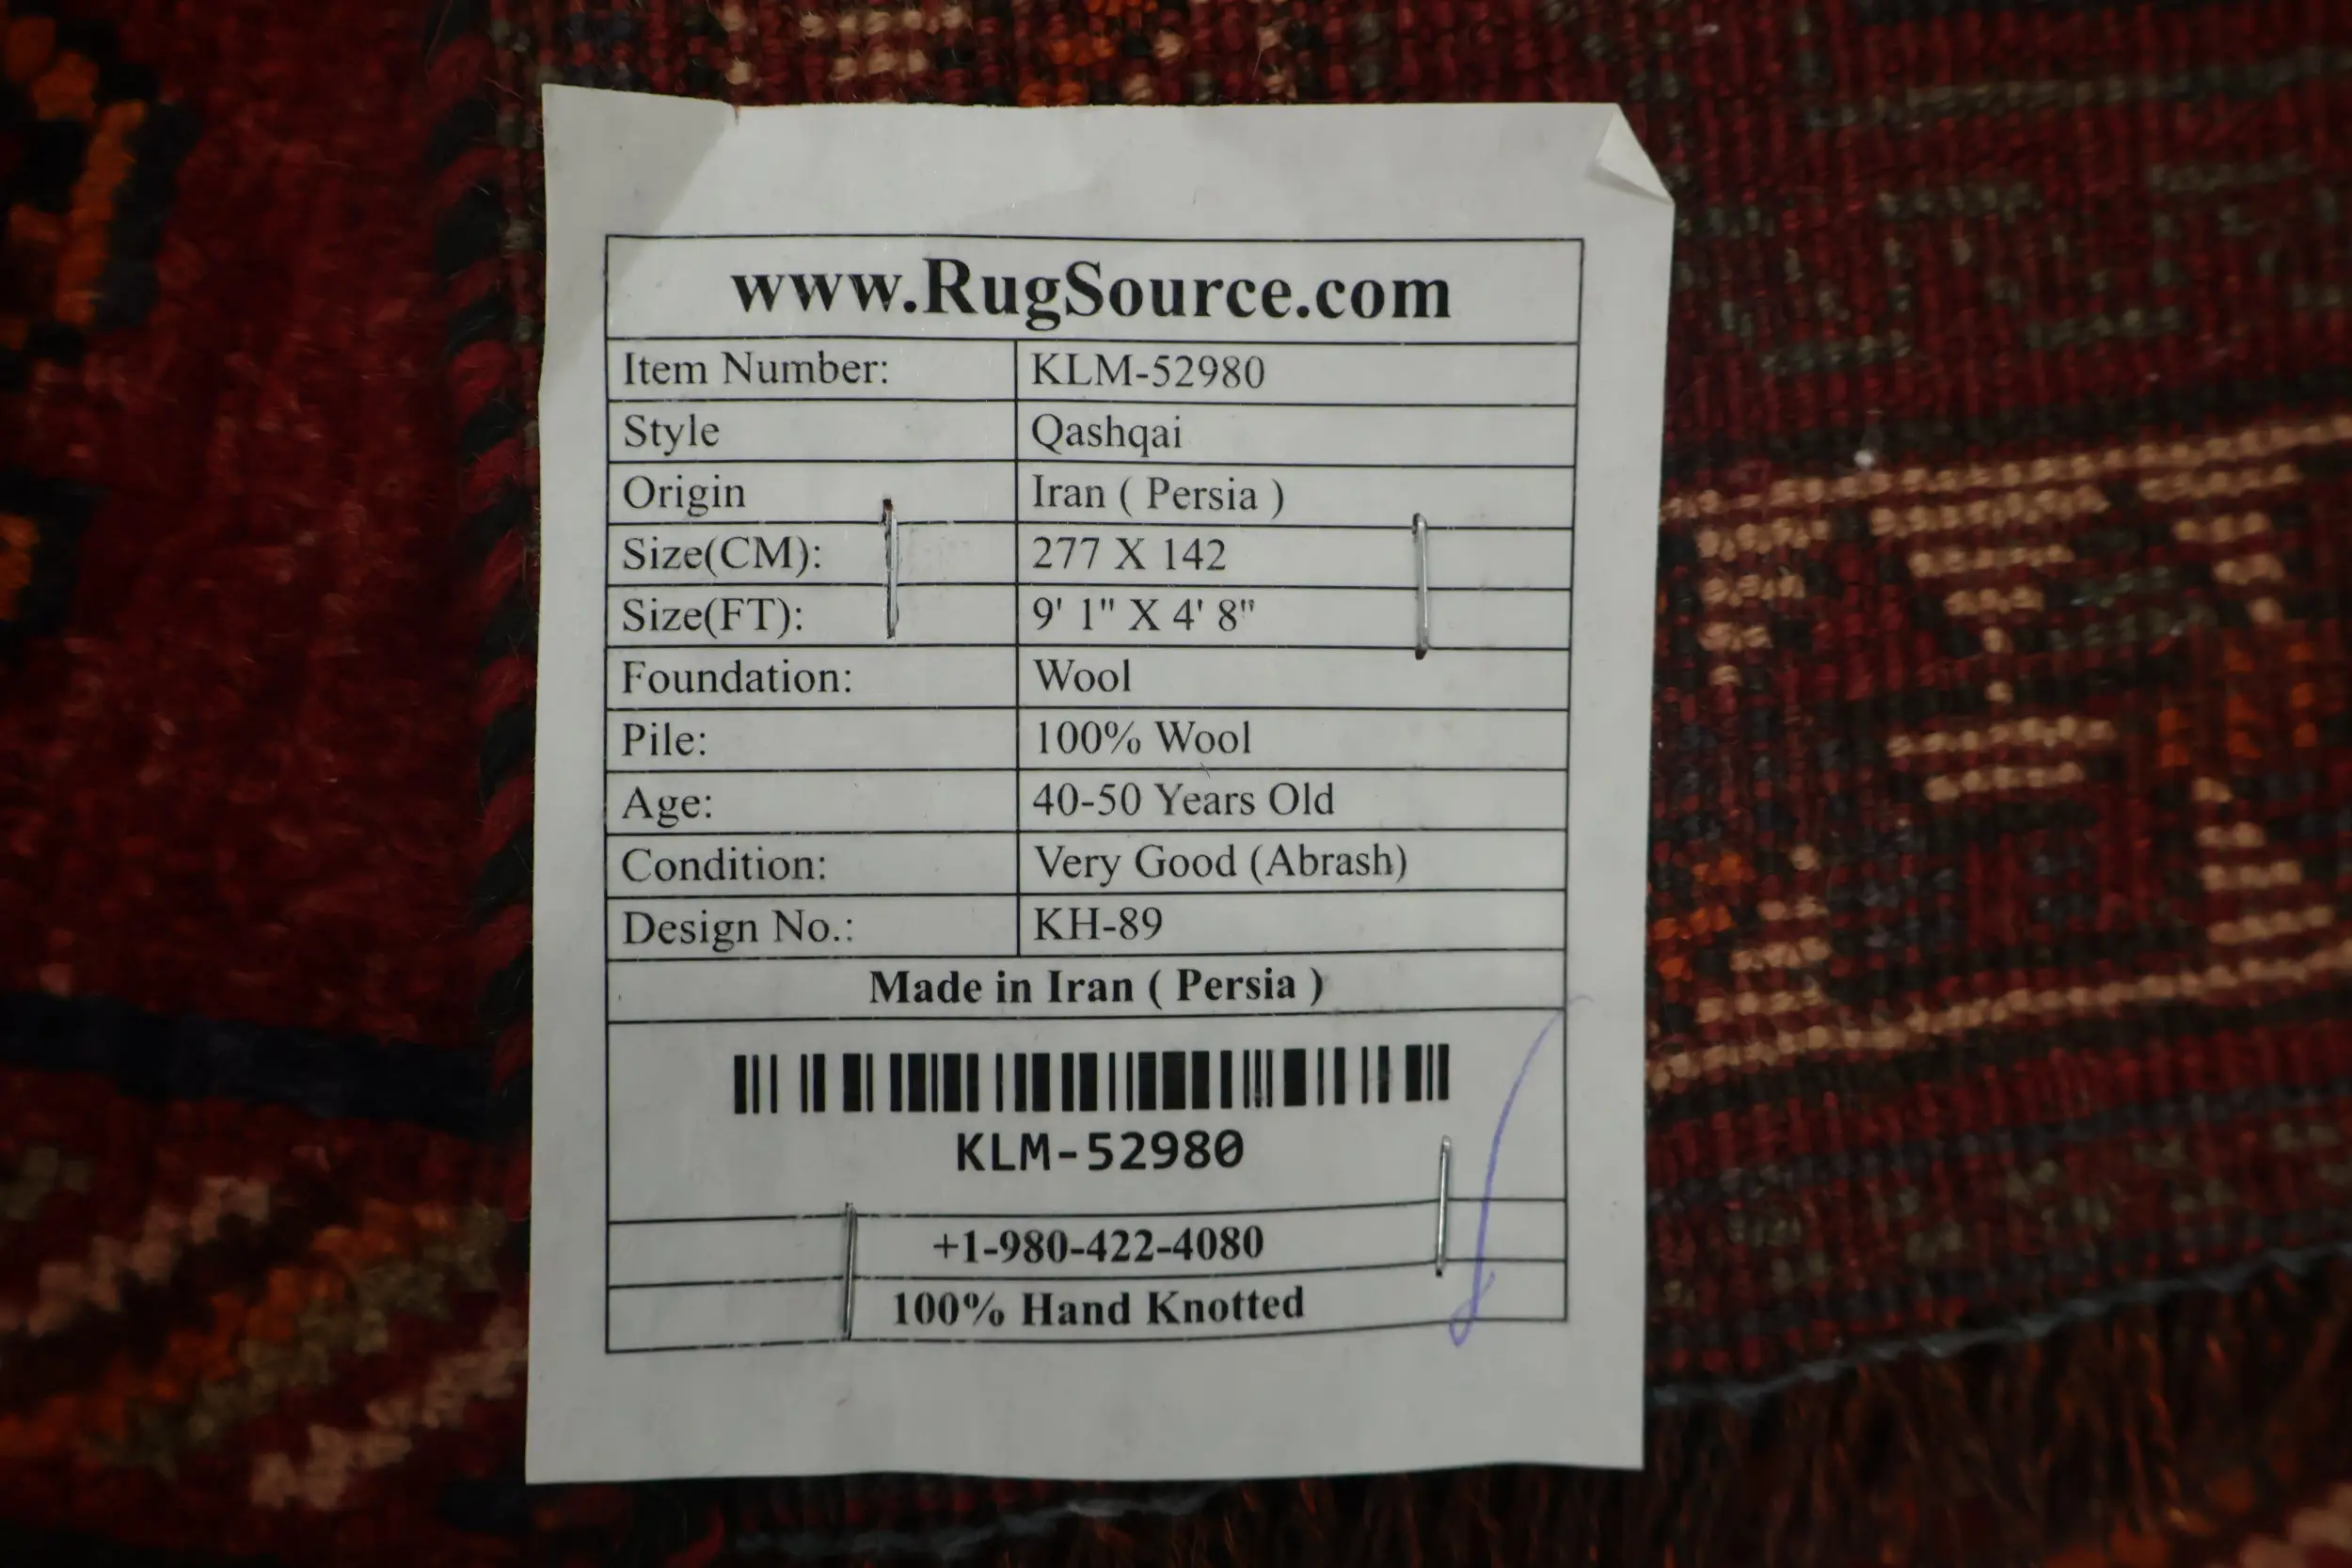 www.RugSource.com
Item Number: KLM-52980
Style Qashqai
Origin Iran ( Persia )
Size(CM): 277 X 142
Size(FT): 9' 1" X 4' 8"
Foundation: Wool
Pile: 100% Wool
Age: 40-50 Years Old
Condition: Very Good (Abrash)
Design No.: KH-89
Made in Iran ( Persia )
KLM-52980
+1-980-422-4080
100% Hand Knotted